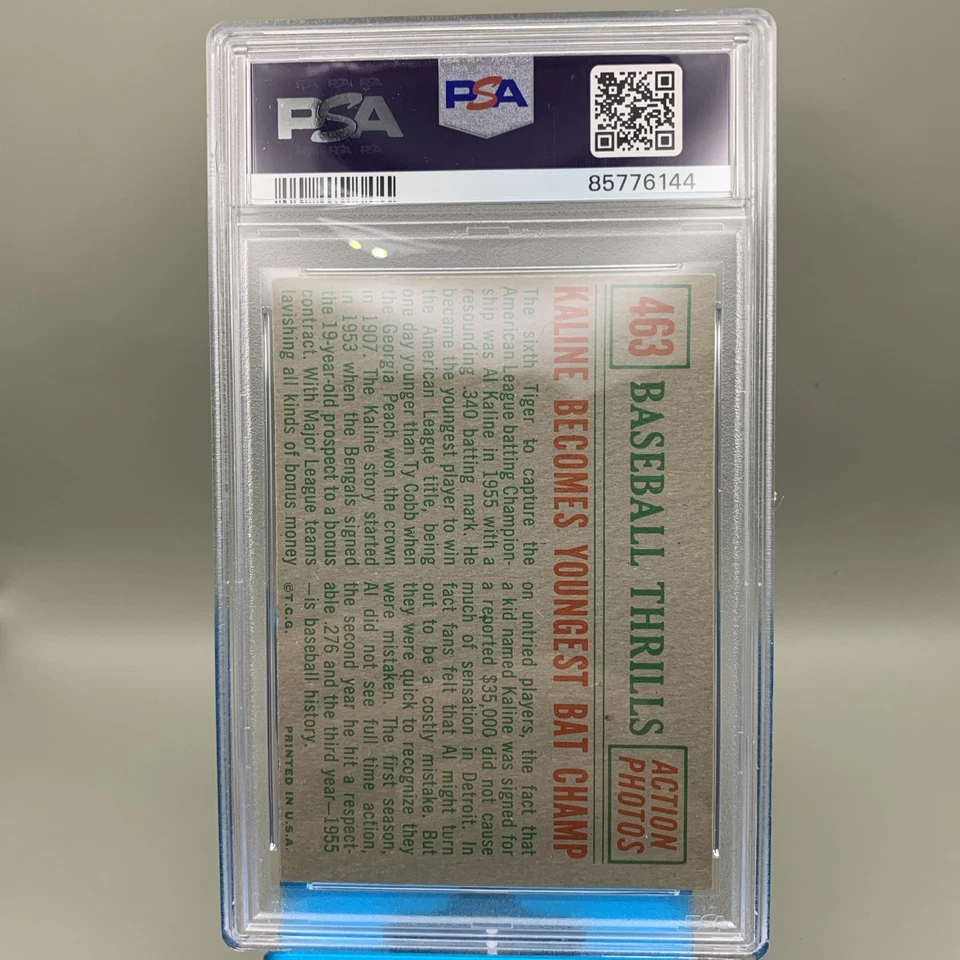 PSA
PSA
85776144
463
BASEBALL THRILLS
ACTION
PHOTOS
KALINE BECOMES YOUNGEST BAT CHAMP
The sixth Tiger to capture the
American League batting Champion-
ship was Al Kaline in 1955 with a
resounding .340 batting mark. He
became the youngest player to win
the American League title, being
one day younger than Ty Cobb when
the Georgia Peach won the crown
in 1907. The Kaline story started
in 1953 when the Bengals signed
the 19-year-old prospect to a bonus
contract. With Major League teams
lavishing all kinds of bonus money
on untried players, the fact that
a kid named Kaline was signed for
a reported $35,000 did not cause
much of sensation in Detroit. In
fact fans felt that Al might turn
out to be a costly mistake. But
they were quick to recognize they
were mistaken. The first season,
Al did not see full time action,
the second year he hit a respect-
able .276 and the third year—1955
—is baseball history.
©T.C.G.
PRINTED IN U.S.A.
PSA